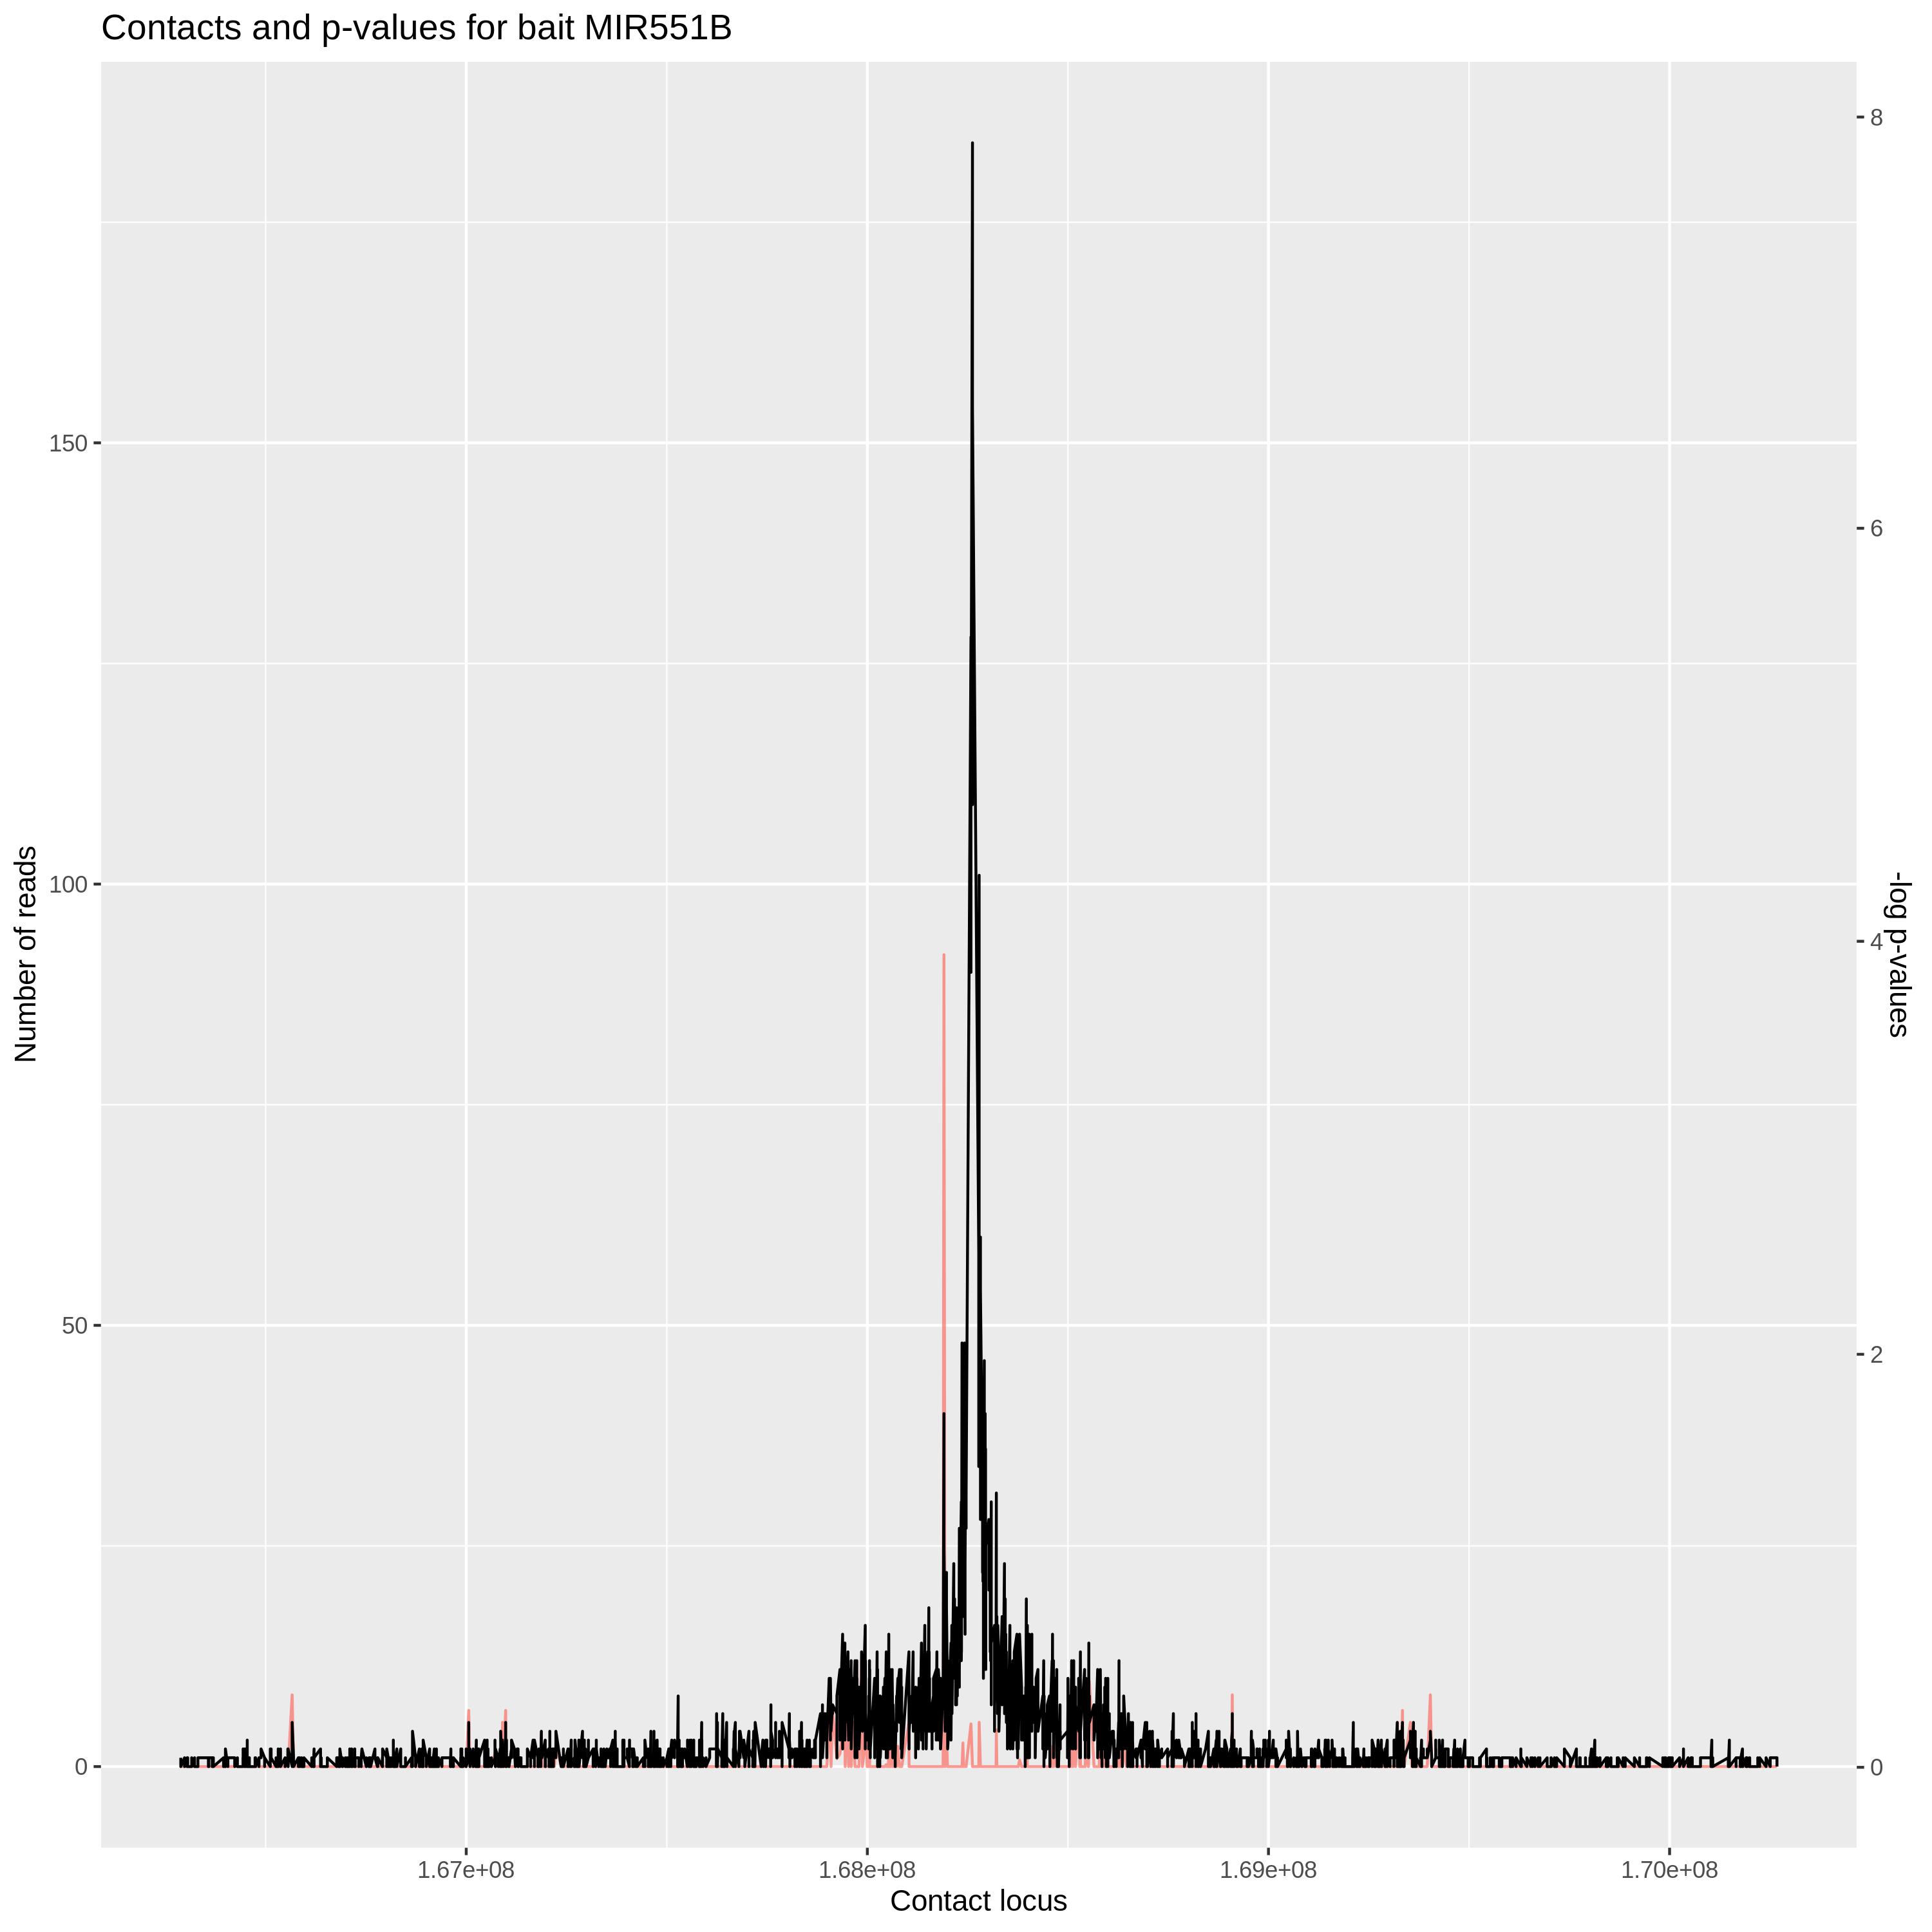 Contacts and p-values for bait MIR551B
8
150
6
Number of reads
100
-log p-values
4
50
2
0
0
1.67e+08
1.68e+08
1.69e+08
1.70e+08
Contact locus